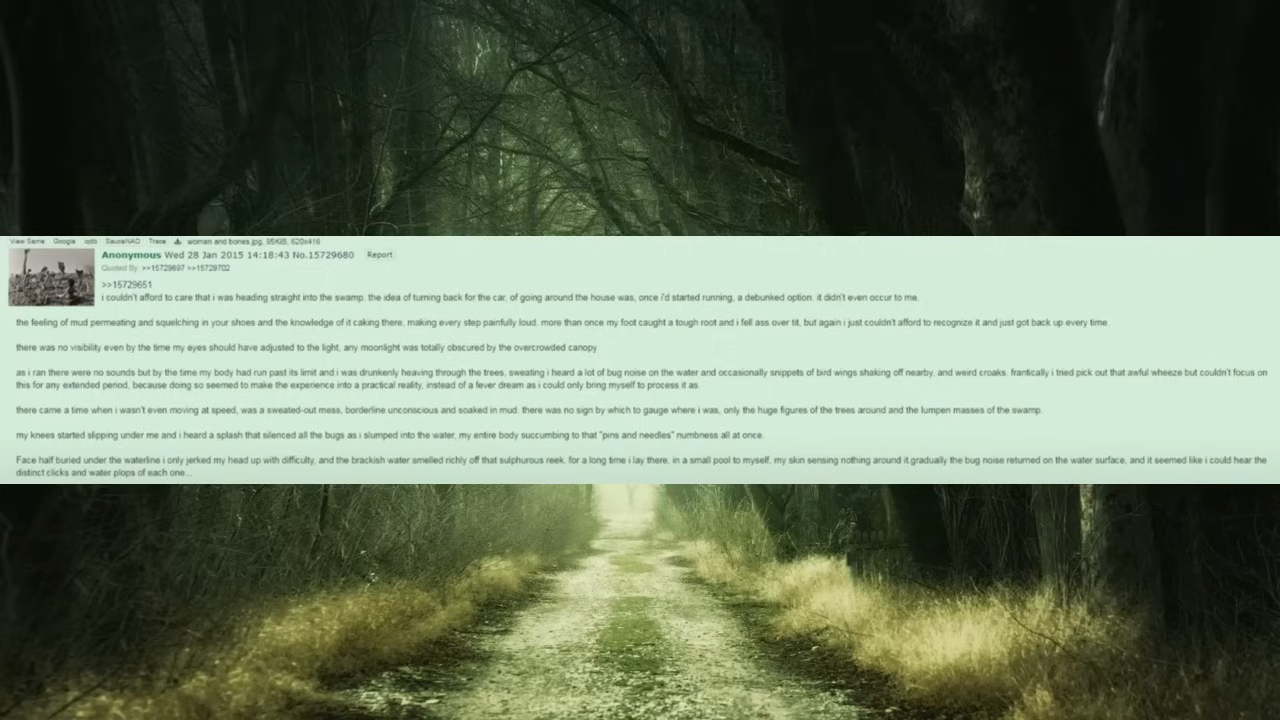 View Same Google iqdb SauceNAO Trace woman and bones.jpg, 95KiB, 620x416
Anonymous Wed 28 Jan 2015 14:18:43 No.15729680 Report
Quoted By: >>15729697 >>15729702
>>15729651
i couldn't afford to care that i was heading straight into the swamp. the idea of turning back for the car, of going around the house was, once i'd started running, a debunked option. it didn't even occur to me.
the feeling of mud permeating and squelching in your shoes and the knowledge of it caking there, making every step painfully loud. more than once my foot caught a tough root and i fell ass over tit, but again i just couldn't afford to recognize it and just got back up every time.
there was no visibility even by the time my eyes should have adjusted to the light, any moonlight was totally obscured by the overcrowded canopy
as i ran there were no sounds but by the time my body had run past its limit and i was drunkenly heaving through the trees, sweating i heard a lot of bug noise on the water and occasionally snippets of bird wings shaking off nearby, and weird croaks. frantically i tried pick out that awful wheeze but couldn't focus on
this for any extended period, because doing so seemed to make the experience into a practical reality, instead of a fever dream as i could only bring myself to process it as.
there came a time when i wasn't even moving at speed, was a sweated-out mess, borderline unconscious and soaked in mud. there was no sign by which to gauge where i was, only the huge figures of the trees around and the lumpen masses of the swamp.
my knees started slipping under me and i heard a splash that silenced all the bugs as i slumped into the water, my entire body succumbing to that "pins and needles" numbness all at once.
Face half buried under the waterline i only jerked my head up with difficulty, and the brackish water smelled richly off that sulphurous reek. for a long time i lay there, in a small pool to myself, my skin sensing nothing around it.gradually the bug noise returned on the water surface, and it seemed like i could hear the
distinct clicks and water plops of each one...